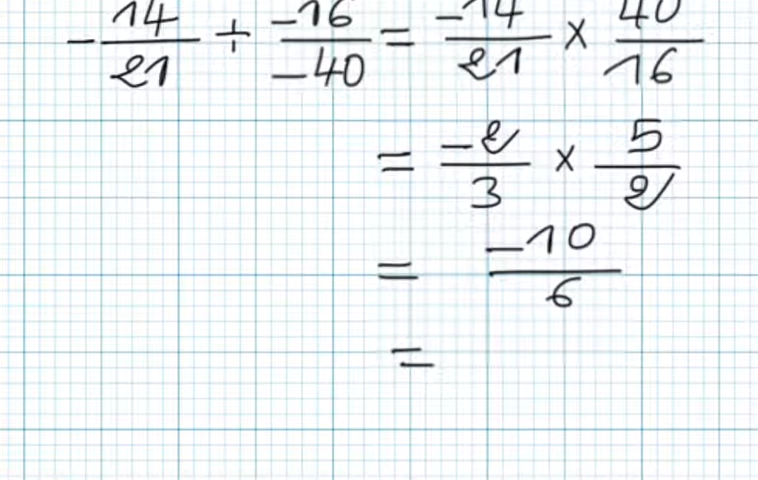 -14/21 ÷ -16/-40 = -14/21 × 40/16
= -2/3 × 5/2
= -10/6
=